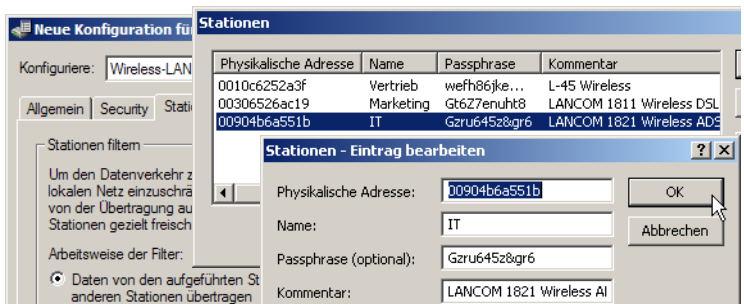 Neue Konfiguration für
Konfiguriere: Wireless-LAN
Allgemein Security Stati
Stationen filtern
Um den Datenverkehr z
lokalen Netz einzuschrä
von der Übertragung au
Stationen gezielt freisch
Arbeitsweise der Filter:
Daten von den aufgeführten St
anderen Stationen übertragen
Stationen
Physikalische Adresse Name Passphrase Kommentar
0010c6252a3f Vertrieb wefh86jke... L-45 Wireless
00306526ac19 Marketing Gt6Z7enuht8 LANCOM 1811 Wireless DSL
00904b6a551b IT Gzru645z&gr6 LANCOM 1821 Wireless ADS
Stationen - Eintrag bearbeiten
Physikalische Adresse: 00904b6a551b OK
Name: IT Abbrechen
Passphrase (optional): Gzru645z&gr6
Kommentar: LANCOM 1821 Wireless AI